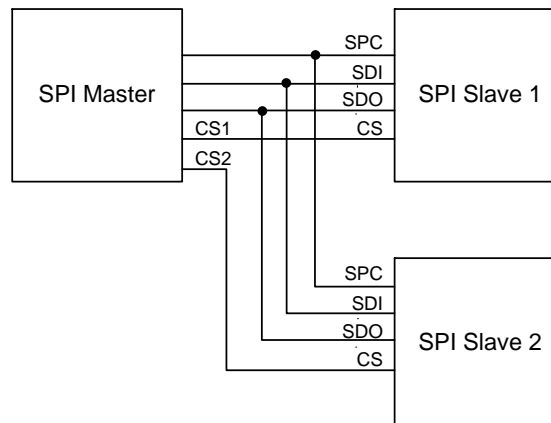 SPI Master
CS1
CS2
SPC
SDI
SDO
CS
SPI Slave 1
SPC
SDI
SDO
CS
SPI Slave 2